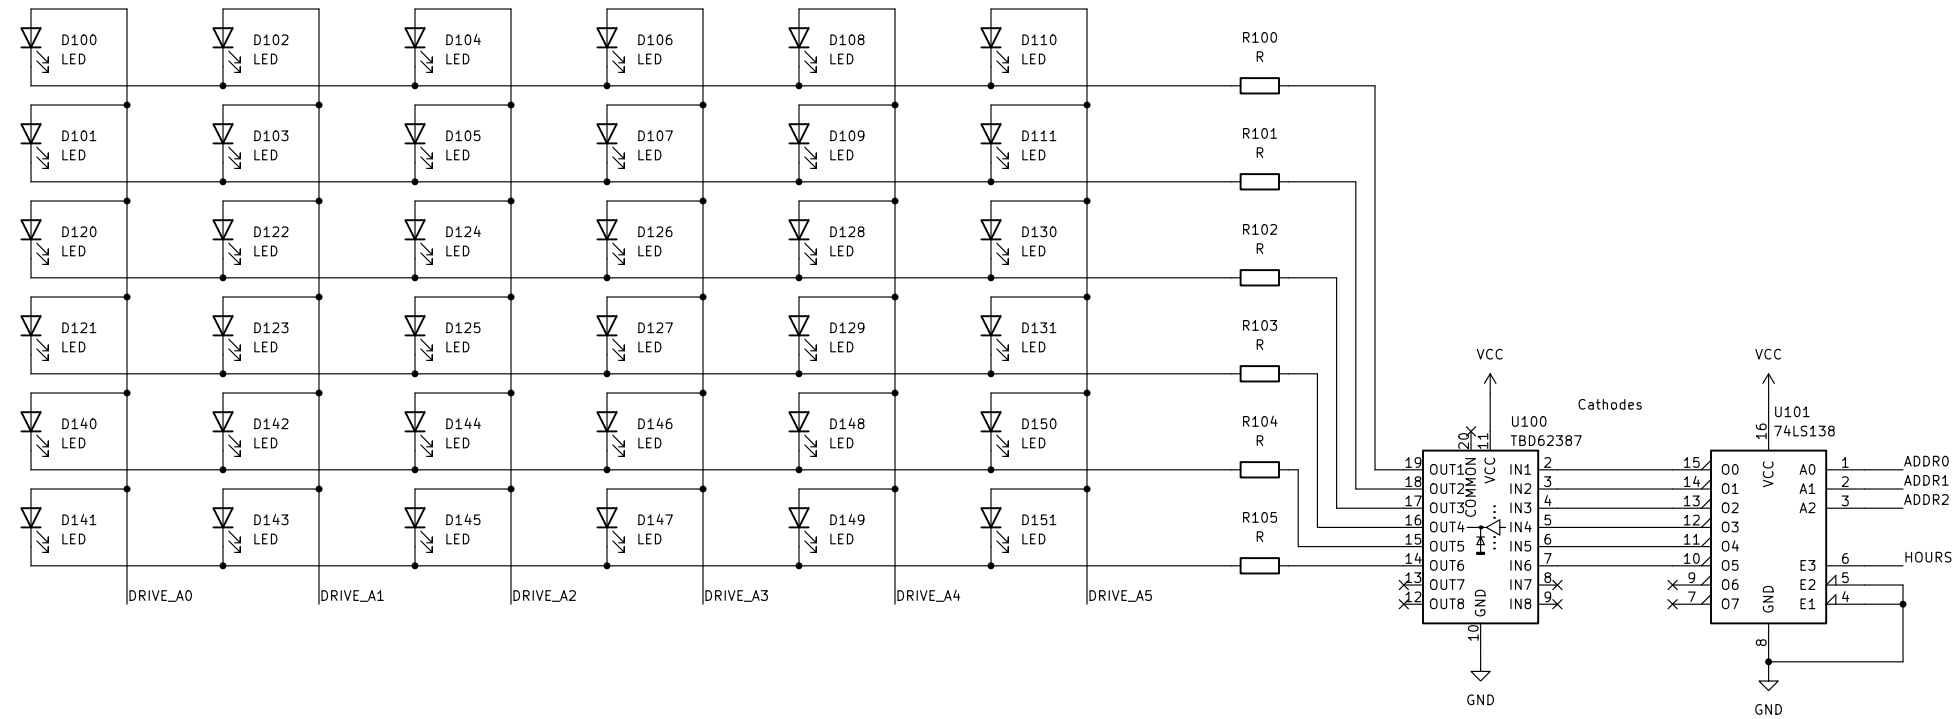 D100 D102 D104 D106 D108 D110 R100
LED LED LED LED LED LED R
D101 D103 D105 D107 D109 D111 R101
LED LED LED LED LED LED R
D120 D122 D124 D126 D128 D130 R102
LED LED LED LED LED LED R
D121 D123 D125 D127 D129 D131 R103
LED LED LED LED LED LED R
D140 D142 D144 D146 D148 D150 R104
LED LED LED LED LED LED R
D141 D143 D145 D147 D149 D151 R105
LED LED LED LED LED LED R
DRIVE_A0 DRIVE_A1 DRIVE_A2 DRIVE_A3 DRIVE_A4 DRIVE_A5
VCC
Cathodes
U100
TBD62387
20 11
COMMON VCC
19 OUT1 IN1 2
18 OUT2 IN2 3
17 OUT3 IN3 4
16 OUT4 IN4 5
15 OUT5 IN5 6
14 OUT6 IN6 7
13 OUT7 IN7 8
12 OUT8 IN8 9
GND
10
GND
VCC
U101
74LS138
16
VCC
15 O0 A0 1 ADDR0
14 O1 A1 2 ADDR1
13 O2 A2 3 ADDR2
12 O3
11 O4
10 O5 E3 6 HOURS
9 O6 E2 5
7 O7 E1 4
GND
8
GND